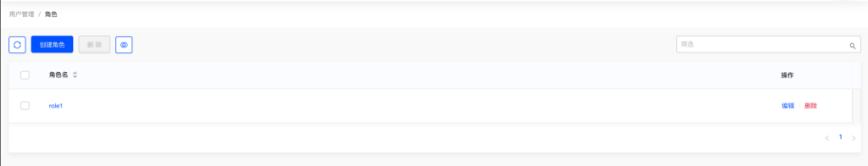 用户管理 / 角色
创建角色 删除 筛选
角色名 操作
role1 编辑 删除
< 1 >